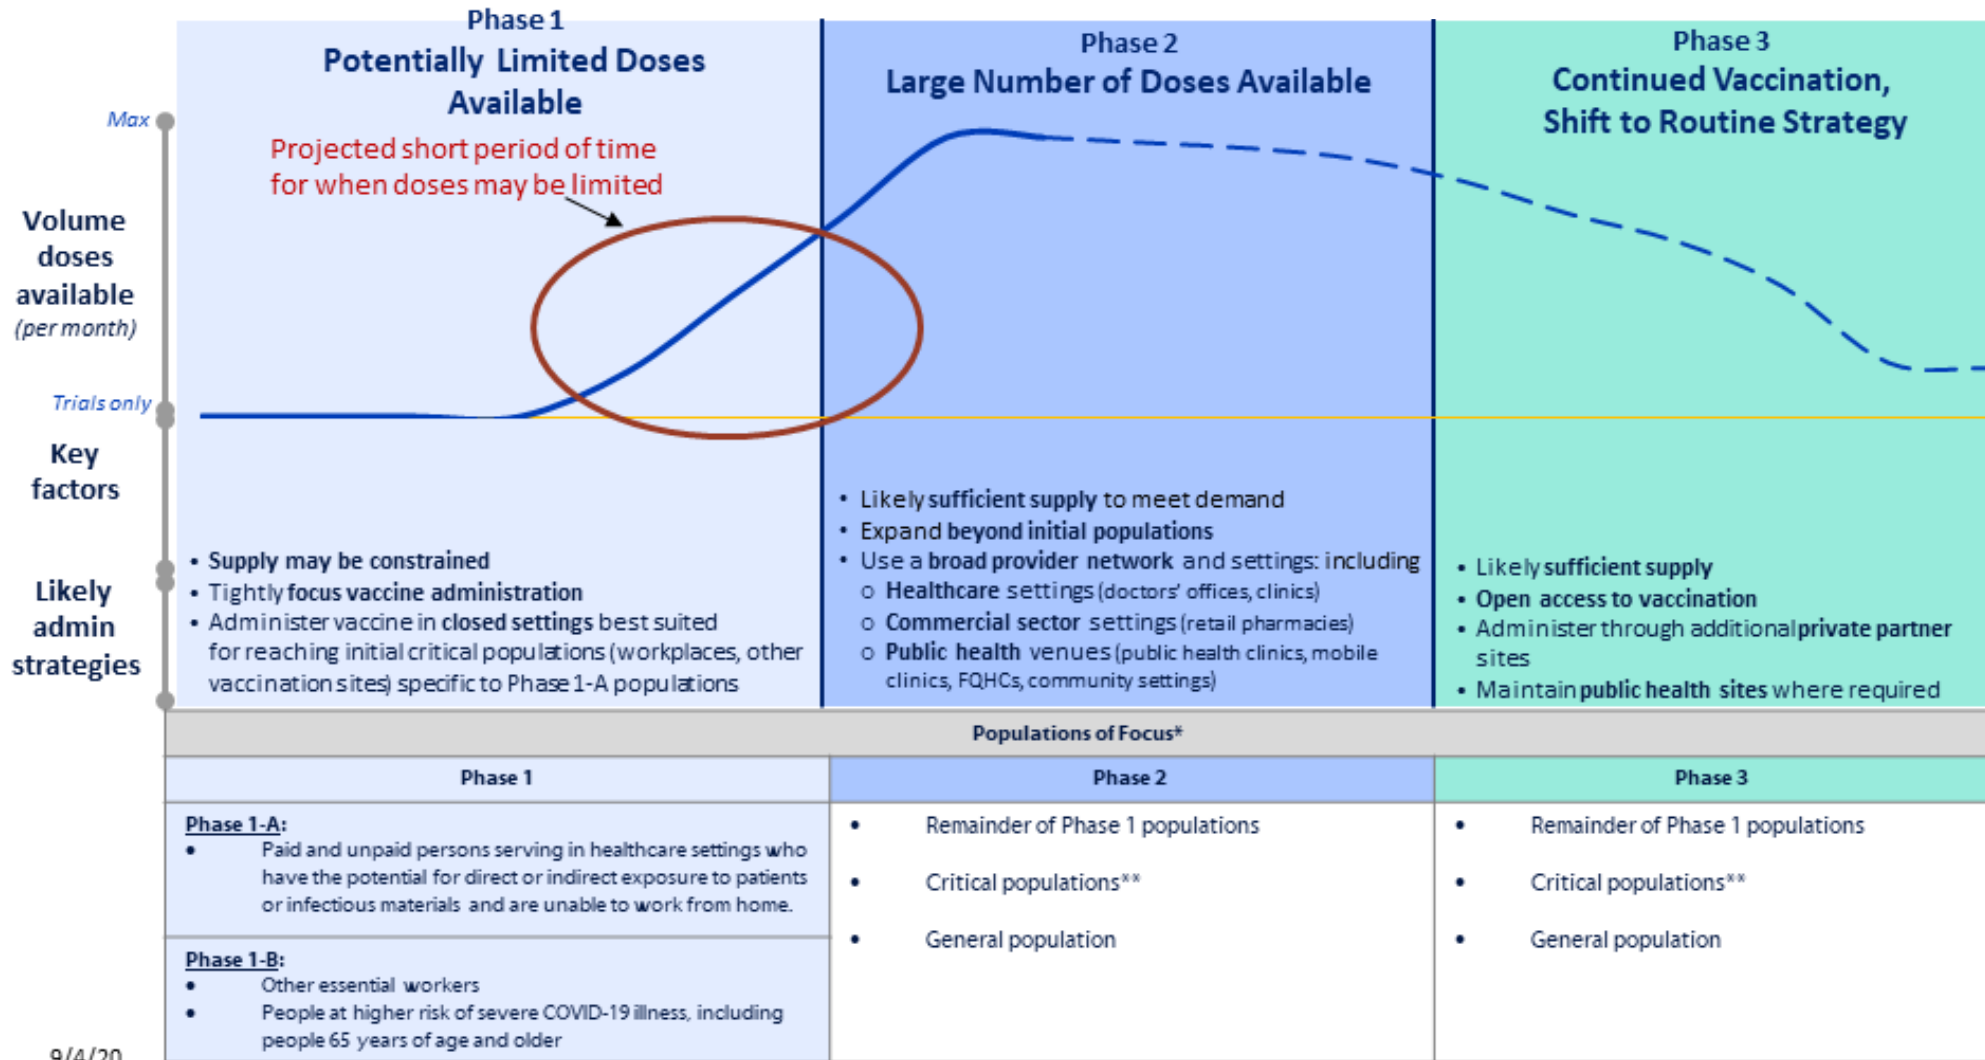 Phase 1
Potentially Limited Doses
Available
Phase 2
Large Number of Doses Available
Phase 3
Continued Vaccination,
Shift to Routine Strategy
Max
Projected short period of time
for when doses may be limited
Volume
doses
available
(per month)
Trials only
Key
factors
Likely
admin
strategies
• Supply may be constrained
• Tightly focus vaccine administration
• Administer vaccine in closed settings best suited
for reaching initial critical populations (workplaces, other
vaccination sites) specific to Phase 1-A populations
• Likely sufficient supply to meet demand
• Expand beyond initial populations
• Use a broad provider network and settings: including
o Healthcare settings (doctors' offices, clinics)
o Commercial sector settings (retail pharmacies)
o Public health venues (public health clinics, mobile
clinics, FQHCs, community settings)
• Likely sufficient supply
• Open access to vaccination
• Administer through additional private partner
sites
• Maintain public health sites where required
Populations of Focus*
Phase 1
Phase 2
Phase 3
Phase 1-A:
• Paid and unpaid persons serving in healthcare settings who
have the potential for direct or indirect exposure to patients
or infectious materials and are unable to work from home.
Phase 1-B:
• Other essential workers
• People at higher risk of severe COVID-19 illness, including
people 65 years of age and older
• Remainder of Phase 1 populations
• Critical populations**
• General population
• Remainder of Phase 1 populations
• Critical populations**
• General population
9/4/20